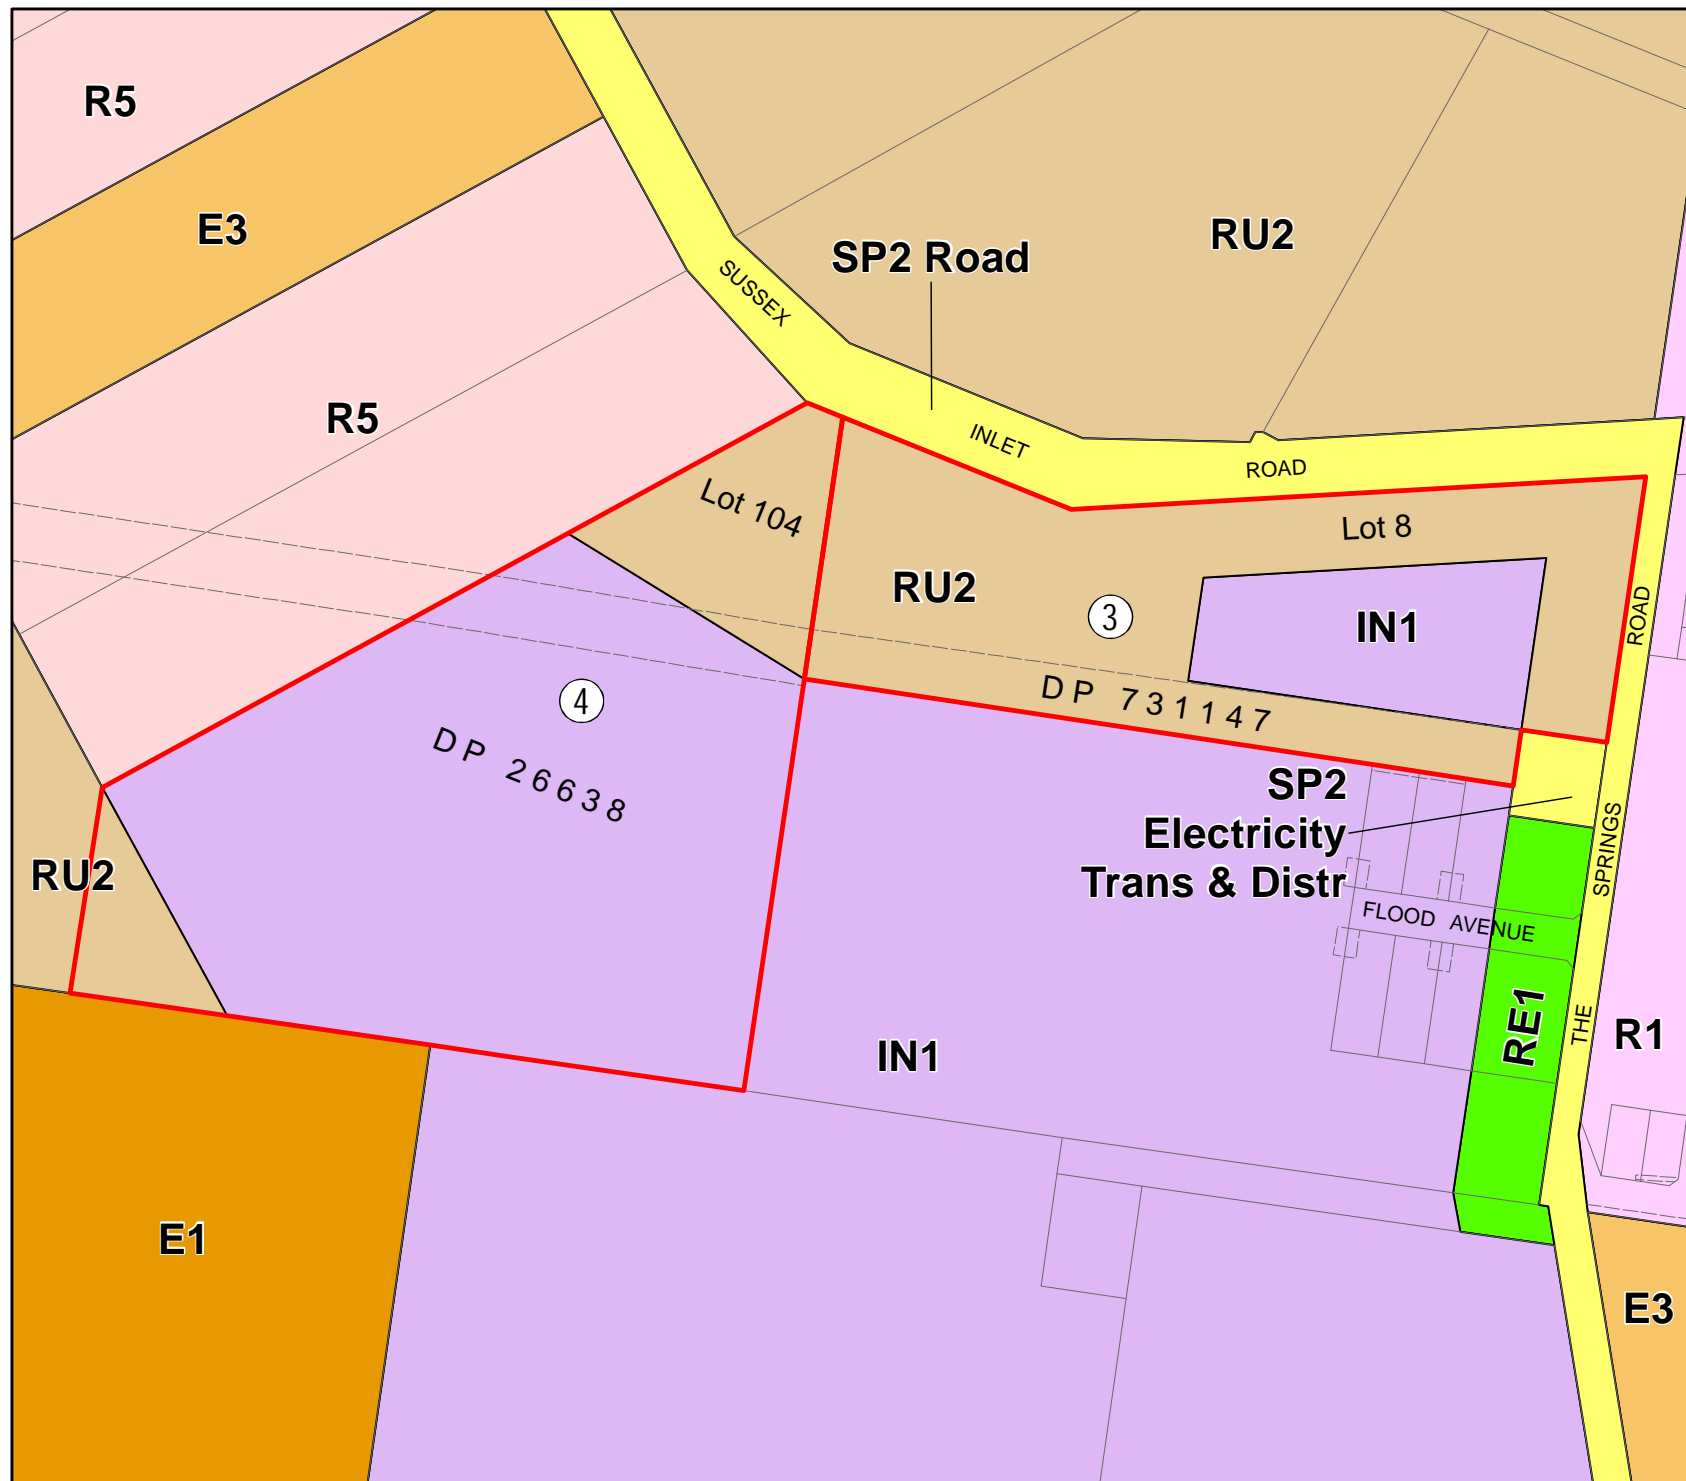 R5
E3
SP2 Road
RU2
SUSSEX
R5
INLET
ROAD
Lot 104
Lot 8
RU2
3
IN1
ROAD
4
DP 731147
DP 26638
SP2
Electricity
Trans & Distr
RU2
SPRINGS
FLOOD AVENUE
RE1
THE
R1
IN1
E1
E3